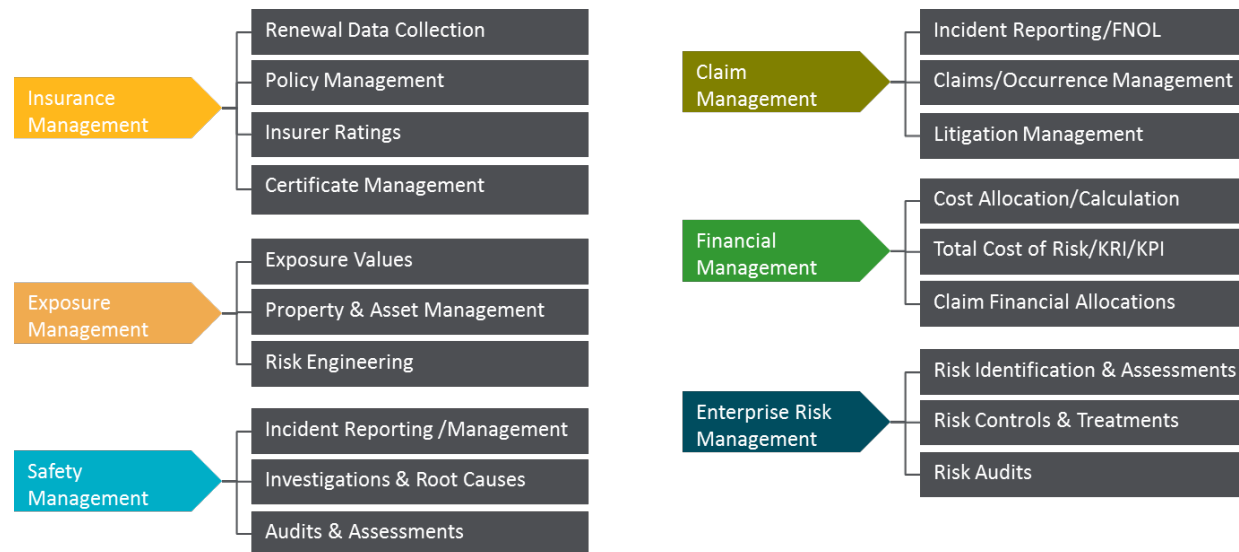 Insurance
Management
Renewal Data Collection
Policy Management
Insurer Ratings
Certificate Management
Exposure
Management
Exposure Values
Property & Asset Management
Risk Engineering
Safety
Management
Incident Reporting /Management
Investigations & Root Causes
Audits & Assessments
Claim
Management
Incident Reporting/FNOL
Claims/Occurrence Management
Litigation Management
Financial
Management
Cost Allocation/Calculation
Total Cost of Risk/KRI/KPI
Claim Financial Allocations
Enterprise Risk
Management
Risk Identification & Assessments
Risk Controls & Treatments
Risk Audits